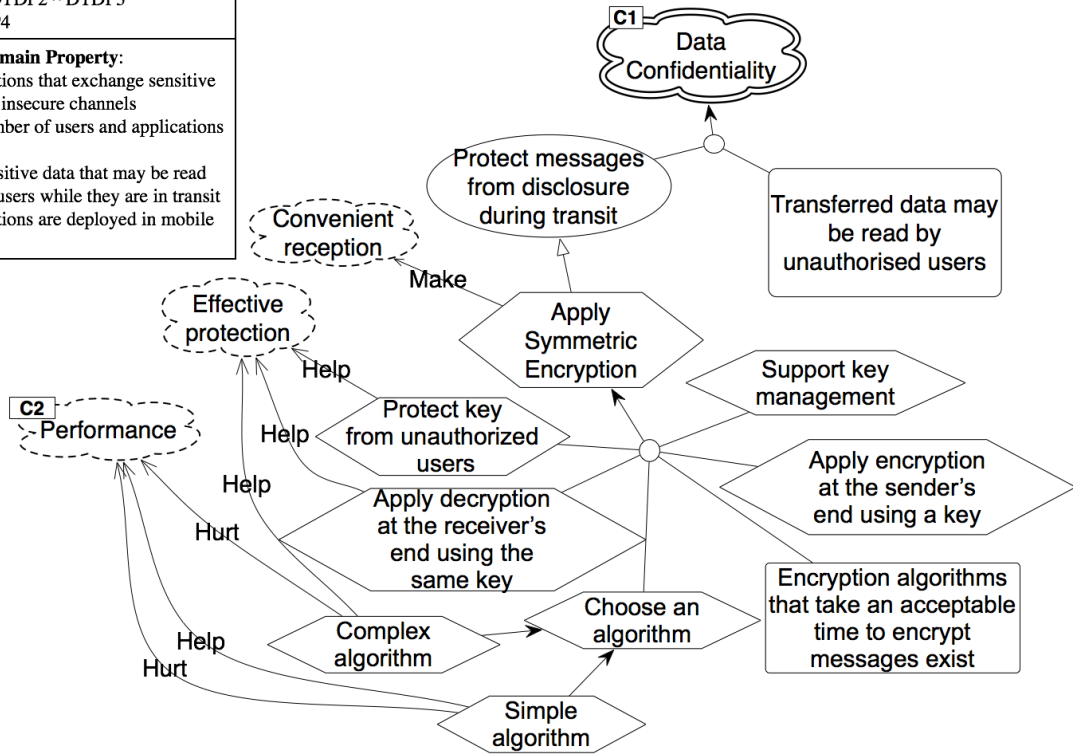 P4
main Property:
tions that exchange sensitive
insecure channels
nber of users and applications
sitive data that may be read
users while they are in transit
tions are deployed in mobile
C1
Data
Confidentiality
Protect messages
from disclosure
during transit
Transferred data may
be read by
unauthorised users
Convenient
reception
Make
Effective
protection
Apply
Symmetric
Encryption
Help
Support key
management
C2
Performance
Protect key
from unauthorized
users
Help
Apply encryption
at the sender's
end using a key
Help
Apply decryption
at the receiver's
end using the
same key
Hurt
Encryption algorithms
that take an acceptable
time to encrypt
messages exist
Choose an
algorithm
Complex
algorithm
Help
Hurt
Simple
algorithm